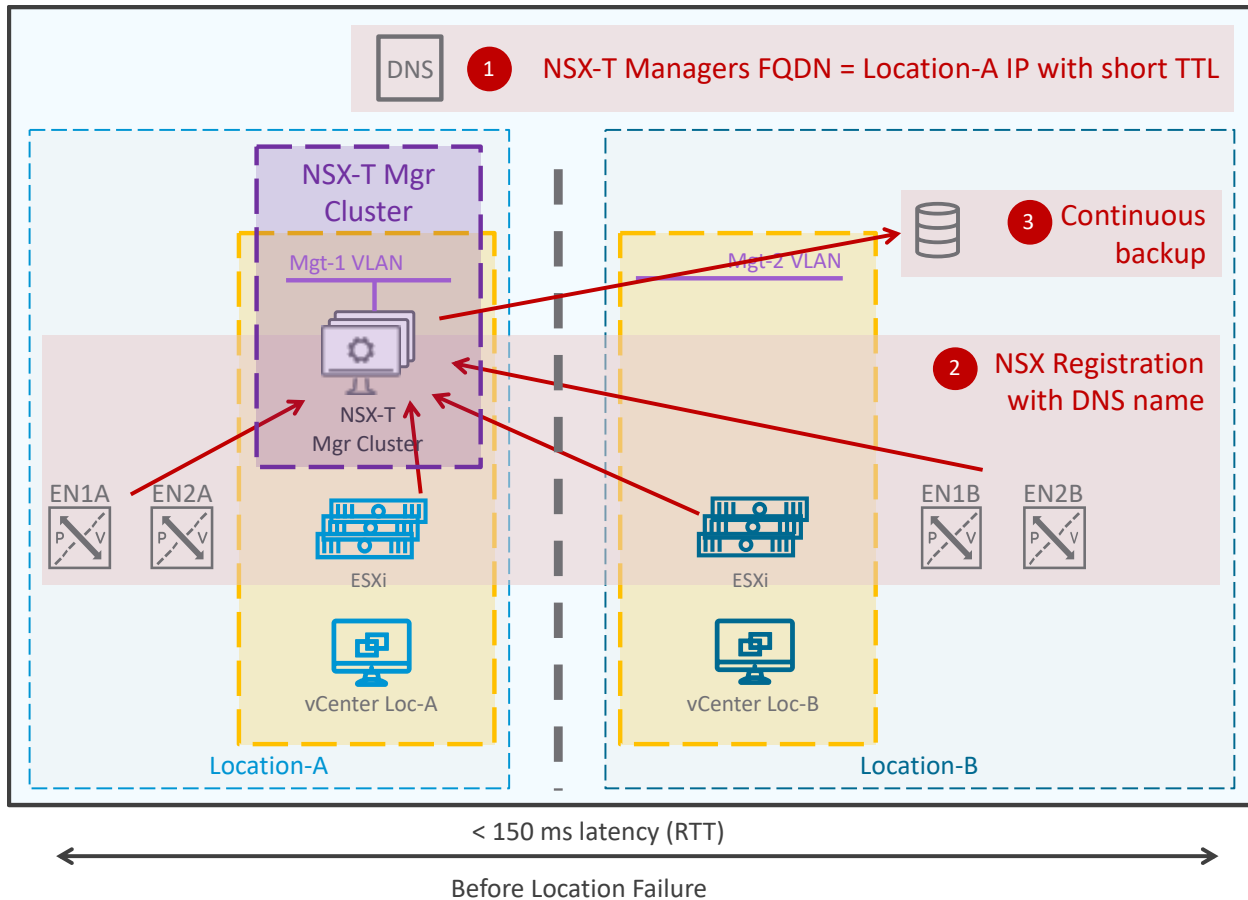 DNS
1
NSX-T Managers FQDN = Location-A IP with short TTL
NSX-T Mgr
Cluster
Mgt-1 VLAN
Mgt-2 VLAN
3
Continuous
backup
NSX-T
Mgr Cluster
2
NSX Registration
with DNS name
EN1A
P
V
EN2A
P
V
ESXi
ESXi
EN1B
P
V
EN2B
P
V
vCenter Loc-A
vCenter Loc-B
Location-A
Location-B
< 150 ms latency (RTT)
Before Location Failure